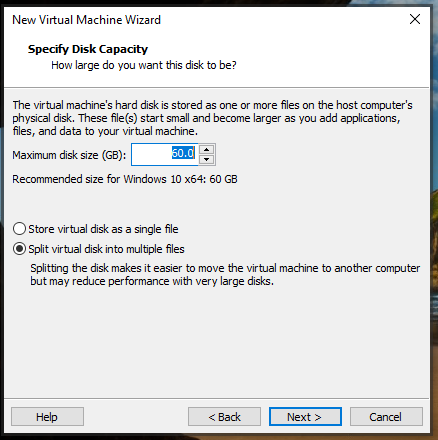 New Virtual Machine Wizard
Specify Disk Capacity
How large do you want this disk to be?
The virtual machine's hard disk is stored as one or more files on the host computer's
physical disk. These file(s) start small and become larger as you add applications,
files, and data to your virtual machine.
Maximum disk size (GB): 60.0
Recommended size for Windows 10 x64: 60 GB
Store virtual disk as a single file
Split virtual disk into multiple files
Splitting the disk makes it easier to move the virtual machine to another computer
but may reduce performance with very large disks.
Help < Back Next > Cancel